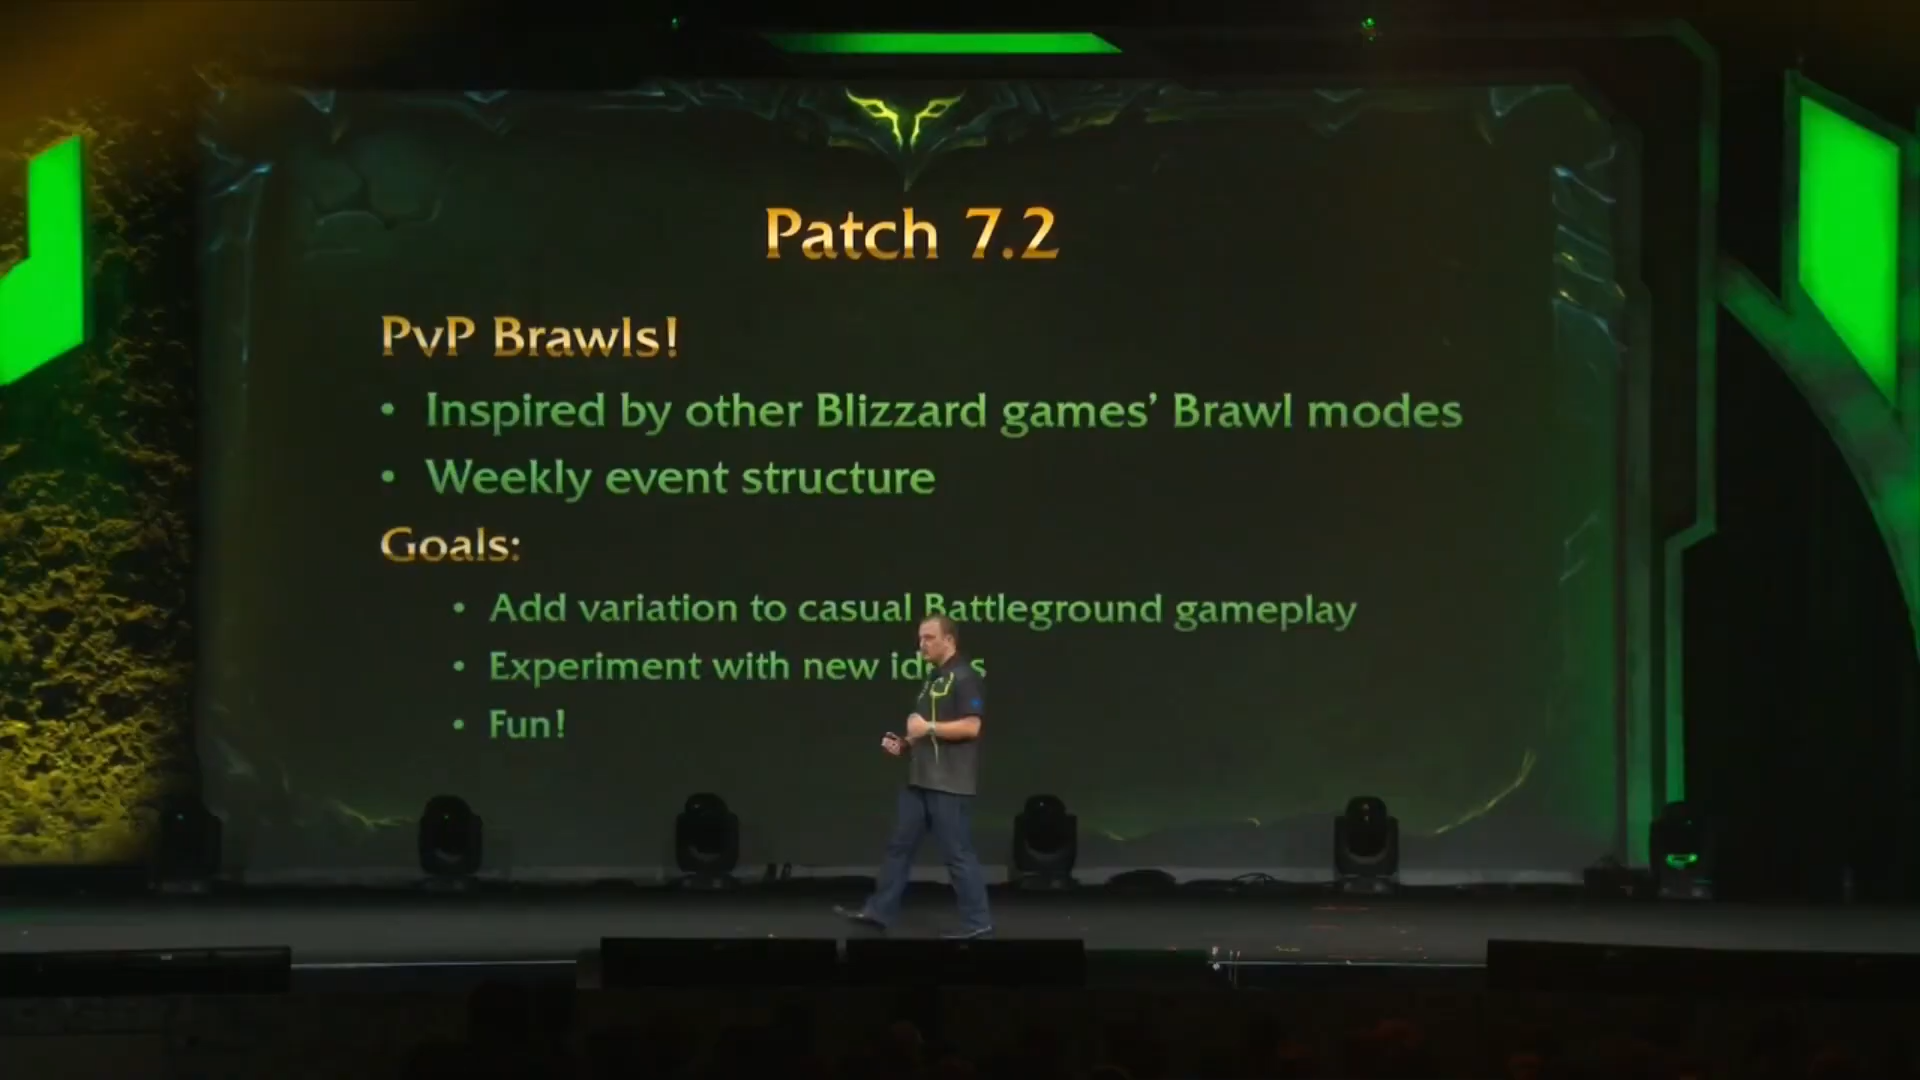 Patch 7.2
PvP Brawls!
• Inspired by other Blizzard games' Brawl modes
• Weekly event structure
Goals:
• Add variation to casual Battleground gameplay
• Experiment with new ideas
• Fun!